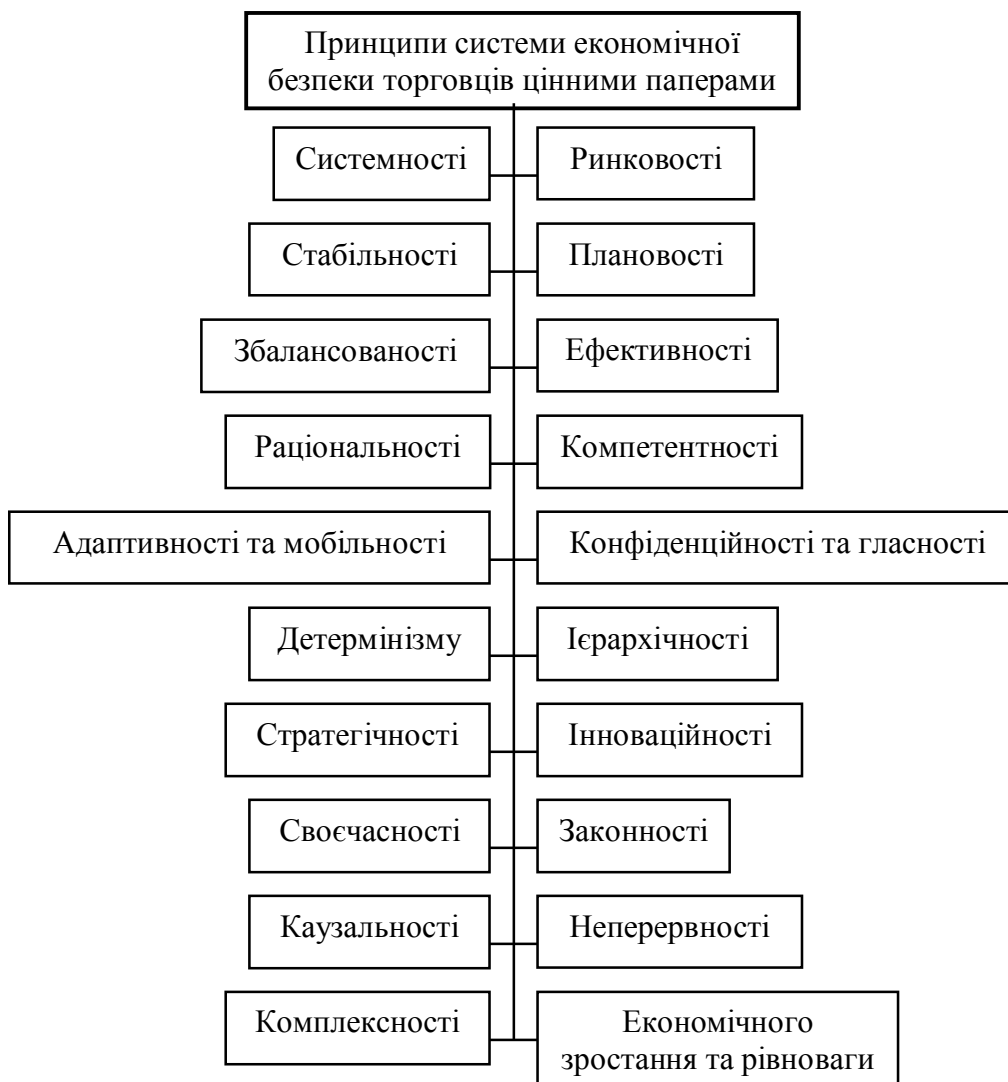 Принципи системи економічної
безпеки торговців цінними паперами
Системності
Ринковості
Стабільності
Плановості
Збалансованості
Ефективності
Раціональності
Компетентності
Адаптивності та мобільності
Конфіденційності та гласності
Детермінізму
Ієрархічності
Стратегічності
Інноваційності
Своєчасності
Законності
Каузальності
Неперервності
Комплексності
Економічного
зростання та рівноваги